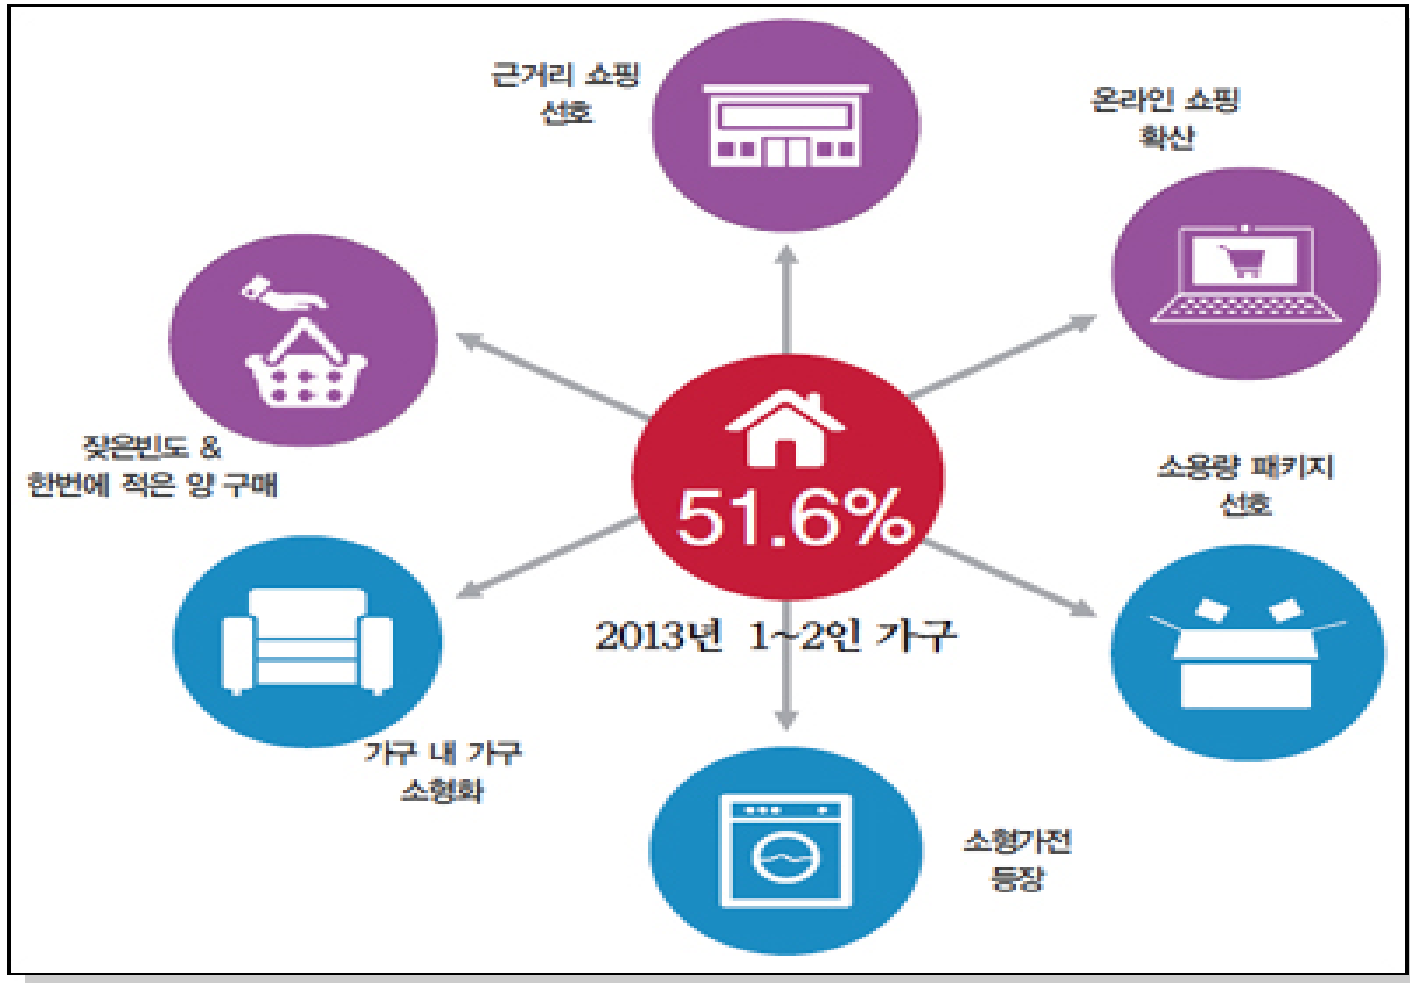 근거리 쇼핑
선호
온라인 쇼핑
확산
잦은빈도 &
한번에 적은 양 구매
소용량 패키지
선호
51.6%
2013년 1~2인 가구
가구 내 가구
소형화
소형가전
등장